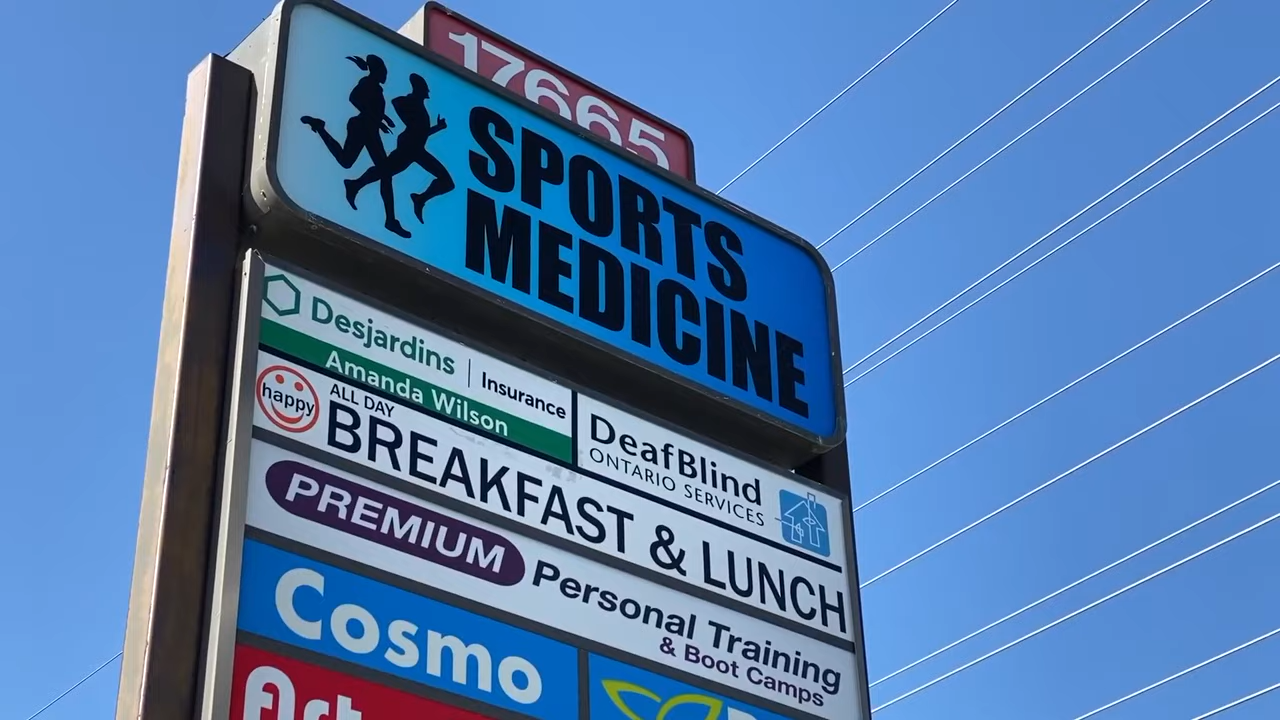 17665
SPORTS
MEDICINE
Desjardins | Insurance
Amanda Wilson
DeafBlind
ONTARIO SERVICES
happy
ALL DAY
BREAKFAST & LUNCH
PREMIUM Personal Training
& Boot Camps
Cosmo